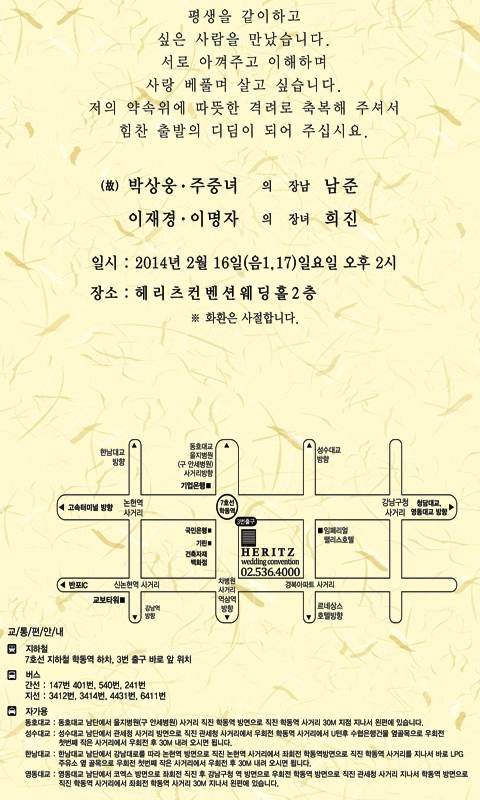 평생을 같이하고
싶은 사람을 만났습니다.
서로 아껴주고 이해하며
사랑 베풀며 살고 싶습니다.
저의 약속위에 따뜻한 격려로 축복해 주셔서
힘찬 출발의 디딤이 되어 주십시요.
(故) 박상웅·주중녀 의 장남 남준
이재경·이명자 의 장녀 희진
일시 : 2014년 2월 16일(음1,17)일요일 오후 2시
장소 : 헤리츠컨벤션웨딩홀2층
※ 화환은 사절합니다.
한남대교
방향
동호대교
을지병원
(구 안세병원)
사거리방향
성수대교
방향
기업은행■
◀ 고속터미널 방향
논현역
사거리
7호선
학동역
강남구청
사거리
청담대교,
영동대교 방향 ▶
3번출구
국민은행■
기린■
건축자재
백화점
■임페리얼
팰리스호텔
HERITZ
wedding convention
02.536.4000
◀ 반포IC
신논현역 사거리
차병원
사거리
역삼역
방향
경복아파트 사거리
교보타워■
강남역
방향
르네상스
호텔방향
교/통/편/안/내
지하철
7호선 지하철 학동역 하차, 3번 출구 바로 앞 위치
버스
간선 : 147번 401번, 540번, 241번
지선 : 3412번, 3414번, 4431번, 6411번
자가용
동호대교 : 동호대교 남단에서 을지병원(구 안세병원) 사거리 직진 학동역 방면으로 직진 학동역 사거리 30M 지점 지나서 왼편에 있습니다.
성수대교 : 성수대교 남단에서 관세청 사거리 방면으로 직진 관세청 사거리에서 우회전 학동역 사거리에서 U턴후 수협은행건물 옆골목으로 우회전
첫번째 작은 사거리에서 우회전 후 30M 내려 오시면 됩니다.
한남대교 : 한남대교 남단에서 강남대로를 따라 논현역 방면으로 직진 논현역 사거리에서 좌회전 학동역방면으로 직진 학동역 사거리를 지나서 바로 LPG
주유소 옆 골목으로 우회전 첫번째 작은 사거리에서 우회전 후 30M 내려 오시면 됩니다.
영동대교 : 영동대교 남단에서 코엑스 방면으로 좌회전 직진 후 강남구청 역 방면으로 우회전 학동역 방면으로 직진 관세청 사거리 지나서 학동역 방면으로
직진 학동역 사거리에서 좌회전 학동역 사거리 30M 지나서 왼편에 있습니다.